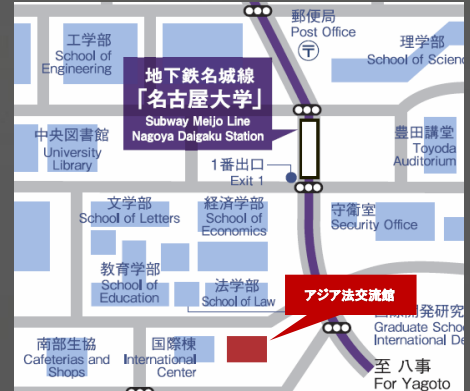 郵便局
Post Office
〒
工学部
School of
Engineering
理学部
School of
地下鉄名城線
「名古屋大学」
Subway Meijo Line
Nagoya Daigaku Station
中央図書館
University
Library
豊田講堂
Toyoda
Auditorium
1番出口
Exit 1
文学部
School of Letters
経済学部
School of
Economics
守衛室
Security Office
教育学部
School of
Education
法学部
School of Law
アジア法交流館
開発研究
Graduate
International
南部生協
Cafeterias and
Shops
国際棟
International
Center
至 八事
For Yagoto